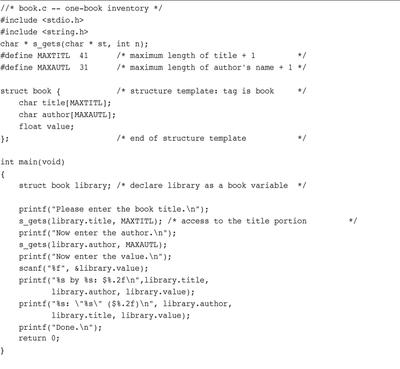 //* book.c -- one-book inventory */
#include <stdio.h>
#include <string.h>
char * s_gets(char * st, int n);
#define MAXTITL  41      /* maximum length of title + 1         */
#define MAXAUTL  31      /* maximum length of author's name + 1 */

struct book {            /* structure template: tag is book     */
    char title[MAXTITL];
    char author[MAXAUTL];
    float value;
};                       /* end of structure template           */

int main(void)
{
    struct book library; /* declare library as a book variable  */

    printf("Please enter the book title.\n");
    s_gets(library.title, MAXTITL); /* access to the title portion         */
    printf("Now enter the author.\n");
    s_gets(library.author, MAXAUTL);
    printf("Now enter the value.\n");
    scanf("%f", &library.value);
    printf("%s by %s: $%.2f\n",library.title,
           library.author, library.value);
    printf("%s: \"%s\" ($%.2f)\n", library.author,
           library.title, library.value);
    printf("Done.\n");
    return 0;
}